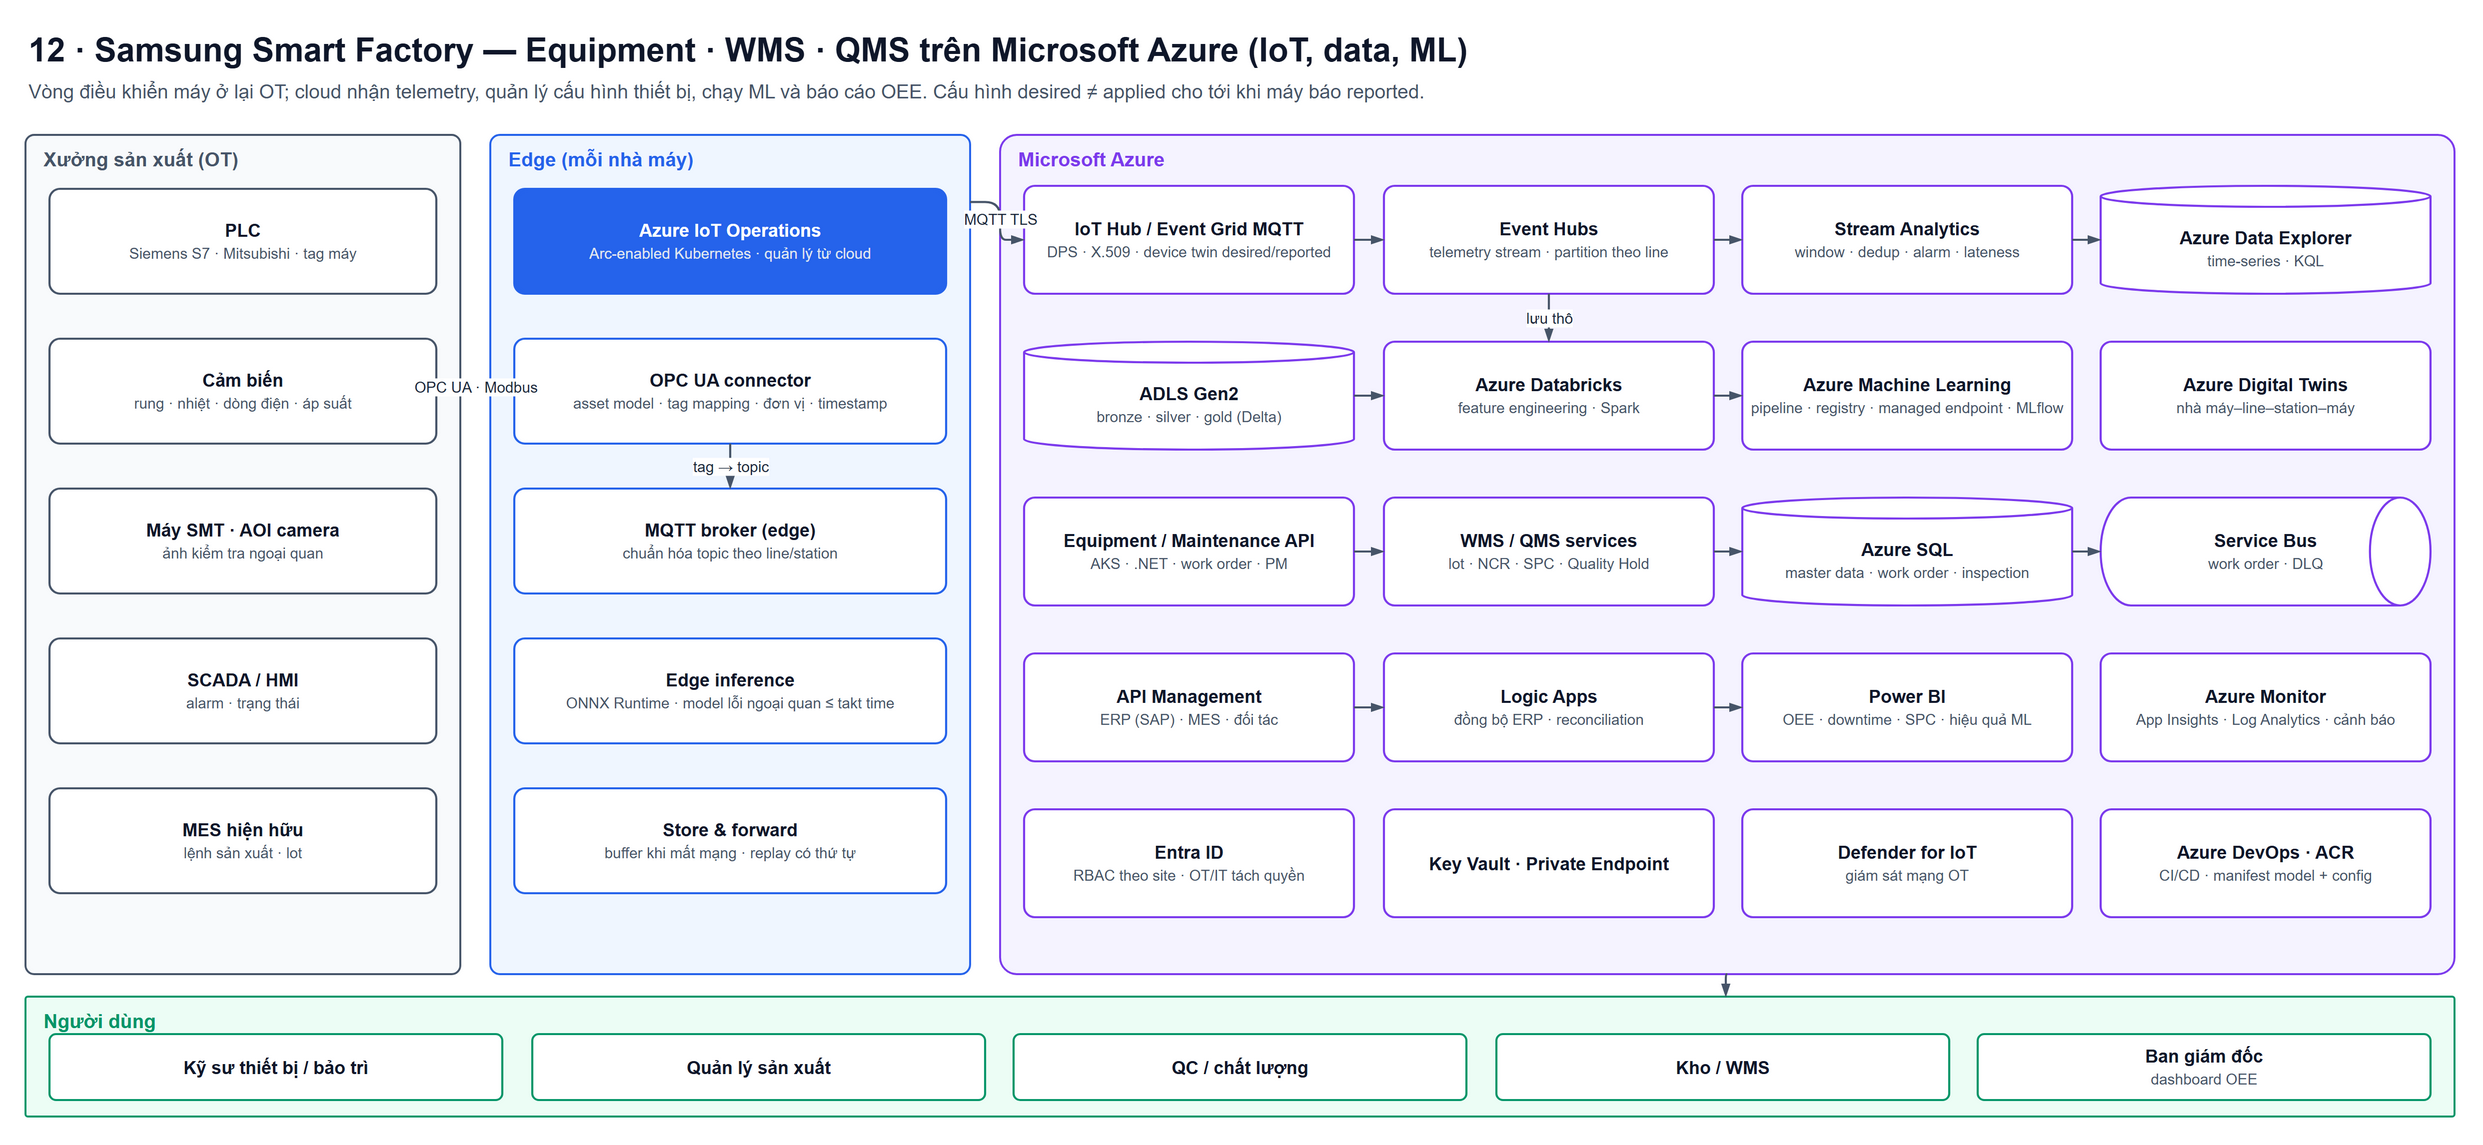 12 · Samsung Smart Factory — Equipment · WMS · QMS trên Microsoft Azure (IoT, data, ML)
Vòng điều khiển máy ở lại OT; cloud nhận telemetry, quản lý cấu hình thiết bị, chạy ML và báo cáo OEE. Cấu hình desired ≠ applied cho tới khi máy báo reported.
Xưởng sản xuất (OT)
PLC
Siemens S7 · Mitsubishi · tag máy
Cảm biến
rung · nhiệt · dòng điện · áp suất
Máy SMT · AOI camera
ảnh kiểm tra ngoại quan
SCADA / HMI
alarm · trạng thái
MES hiện hữu
lệnh sản xuất · lot
OPC UA · Modbus
Edge (mỗi nhà máy)
Azure IoT Operations
Arc-enabled Kubernetes · quản lý từ cloud
OPC UA connector
asset model · tag mapping · đơn vị · timestamp
tag → topic
MQTT broker (edge)
chuẩn hóa topic theo line/station
Edge inference
ONNX Runtime · model lỗi ngoại quan ≤ takt time
Store & forward
buffer khi mất mạng · replay có thứ tự
MQTT TLS
Microsoft Azure
IoT Hub / Event Grid MQTT
DPS · X.509 · device twin desired/reported
Event Hubs
telemetry stream · partition theo line
Stream Analytics
window · dedup · alarm · lateness
Azure Data Explorer
time-series · KQL
lưu thô
ADLS Gen2
bronze · silver · gold (Delta)
Azure Databricks
feature engineering · Spark
Azure Machine Learning
pipeline · registry · managed endpoint · MLflow
Azure Digital Twins
nhà máy–line–station–máy
Equipment / Maintenance API
AKS · .NET · work order · PM
WMS / QMS services
lot · NCR · SPC · Quality Hold
Azure SQL
master data · work order · inspection
Service Bus
work order · DLQ
API Management
ERP (SAP) · MES · đối tác
Logic Apps
đồng bộ ERP · reconciliation
Power BI
OEE · downtime · SPC · hiệu quả ML
Azure Monitor
App Insights · Log Analytics · cảnh báo
Entra ID
RBAC theo site · OT/IT tách quyền
Key Vault · Private Endpoint
Defender for IoT
giám sát mạng OT
Azure DevOps · ACR
CI/CD · manifest model + config
Người dùng
Kỹ sư thiết bị / bảo trì
Quản lý sản xuất
QC / chất lượng
Kho / WMS
Ban giám đốc
dashboard OEE